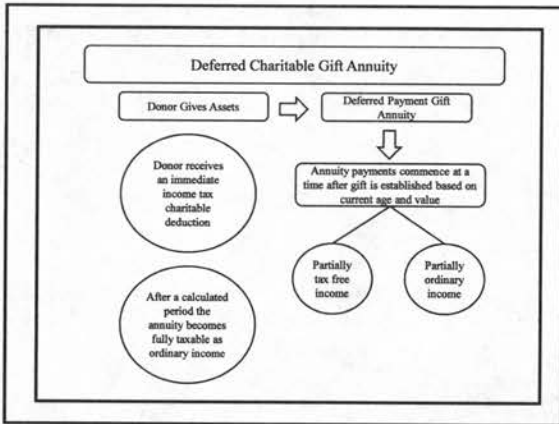 Deferred Charitable Gift Annuity
Donor Gives Assets
Deferred Payment Gift
Annuity
Donor receives
an immediate
income tax
charitable
deduction
Annuity payments commence at a
time after gift is established based on
current age and value
Partially
tax free
income
Partially
ordinary
income
After a calculated
period the
annuity becomes
fully taxable as
ordinary income